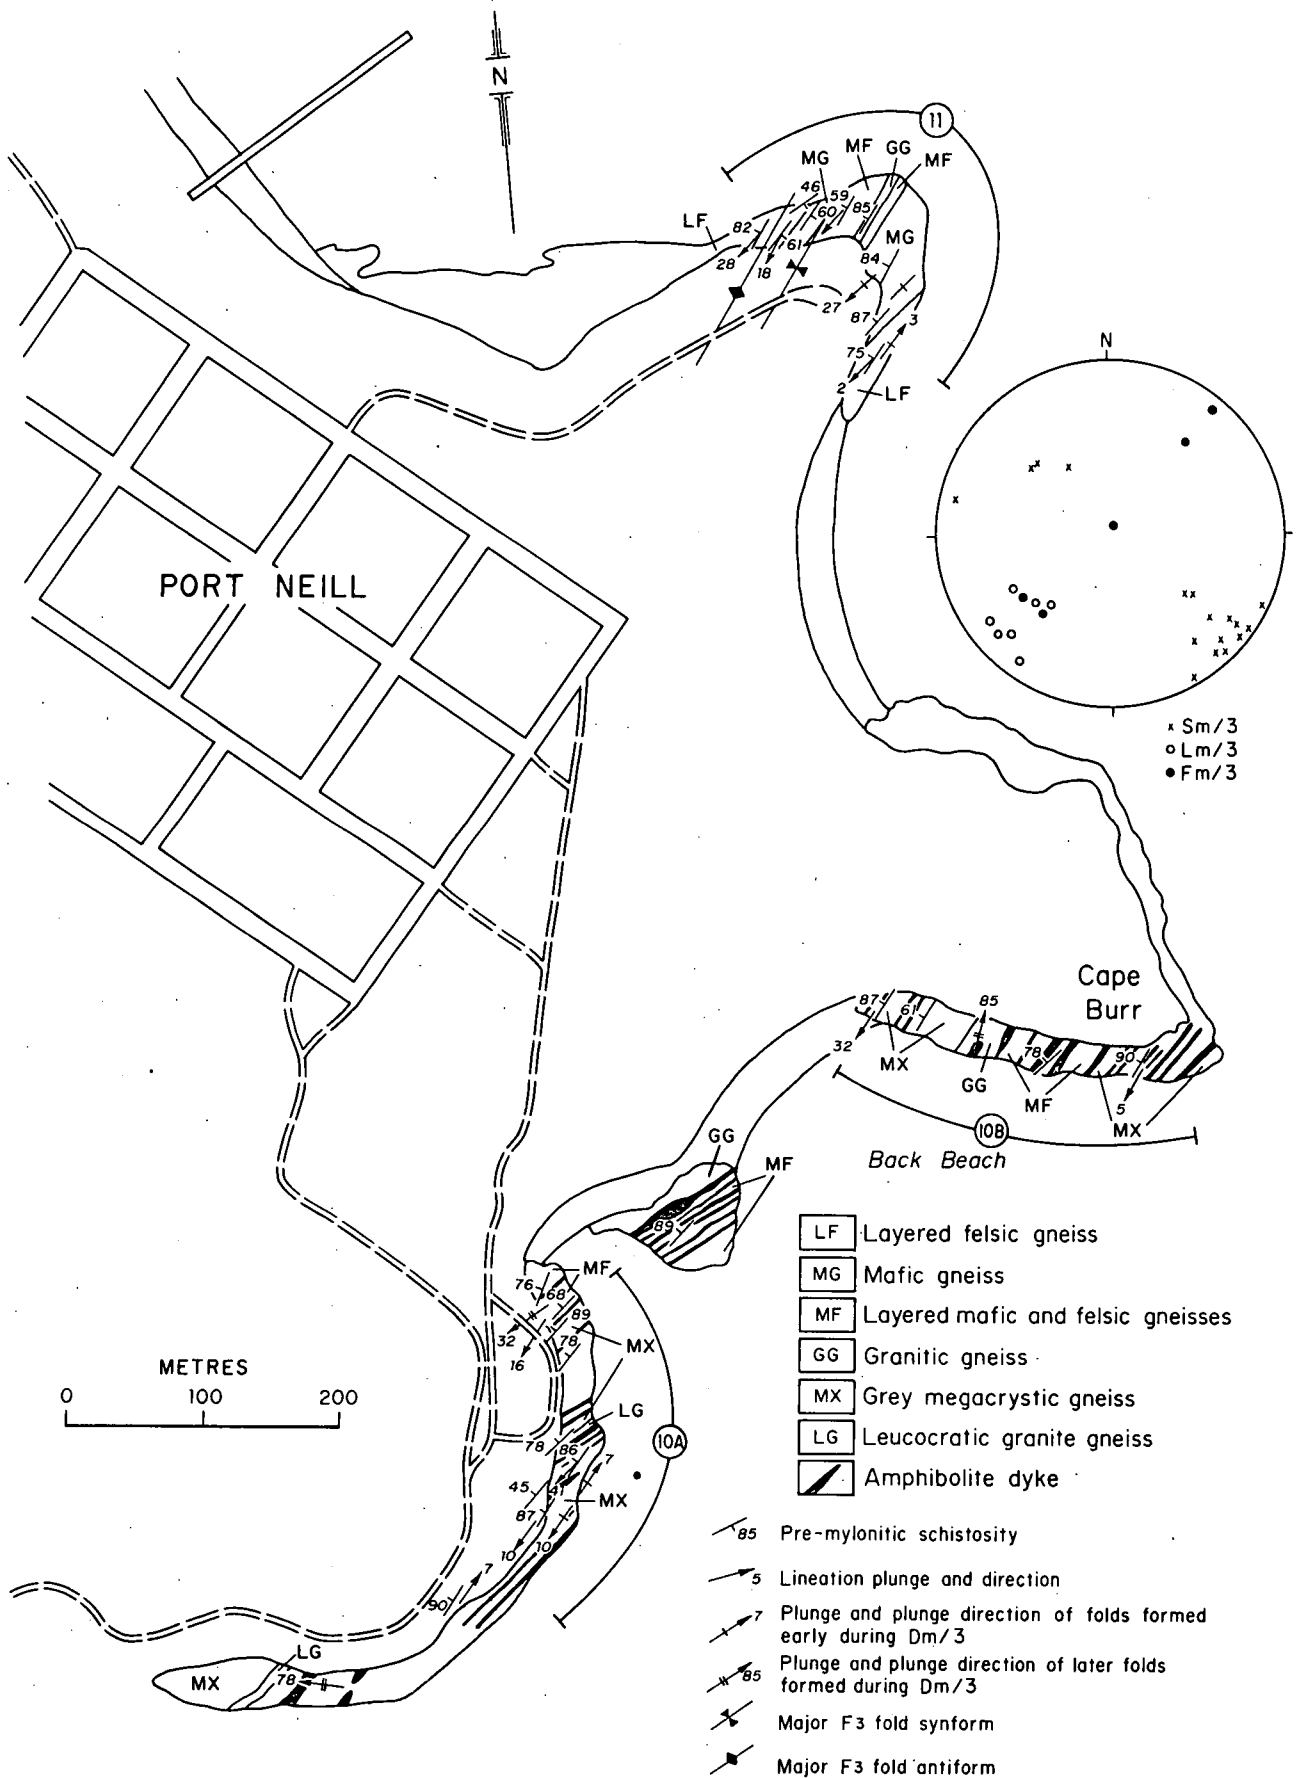 N
11
MF
GG
MG
MF
46
59
LF
82
60
85
61
MG
28
18
84
27
87
3
N
75
2
LF
PORT NEILL
x Sm/3
o Lm/3
● Fm/3
Cape
Burr
87
61
85
32
MX
78
90
GG
MF
5
MX
10B
GG
Back Beach
MF
89
LF Layered felsic gneiss
MG Mafic gneiss
MF Layered mafic and felsic gneisses
GG Granitic gneiss
MX Grey megacrystic gneiss
LG Leucocratic granite gneiss
Amphibolite dyke
MF
76
68
89
32
78
MX
16
METRES
0 100 200
LG
78
86
10A
7
45
41
MX
87
10
10
7
90
LG
MX
78
85 Pre-mylonitic schistosity
5 Lineation plunge and direction
7 Plunge and plunge direction of folds formed
early during Dm/3
85 Plunge and plunge direction of later folds
formed during Dm/3
Major F3 fold synform
Major F3 fold antiform